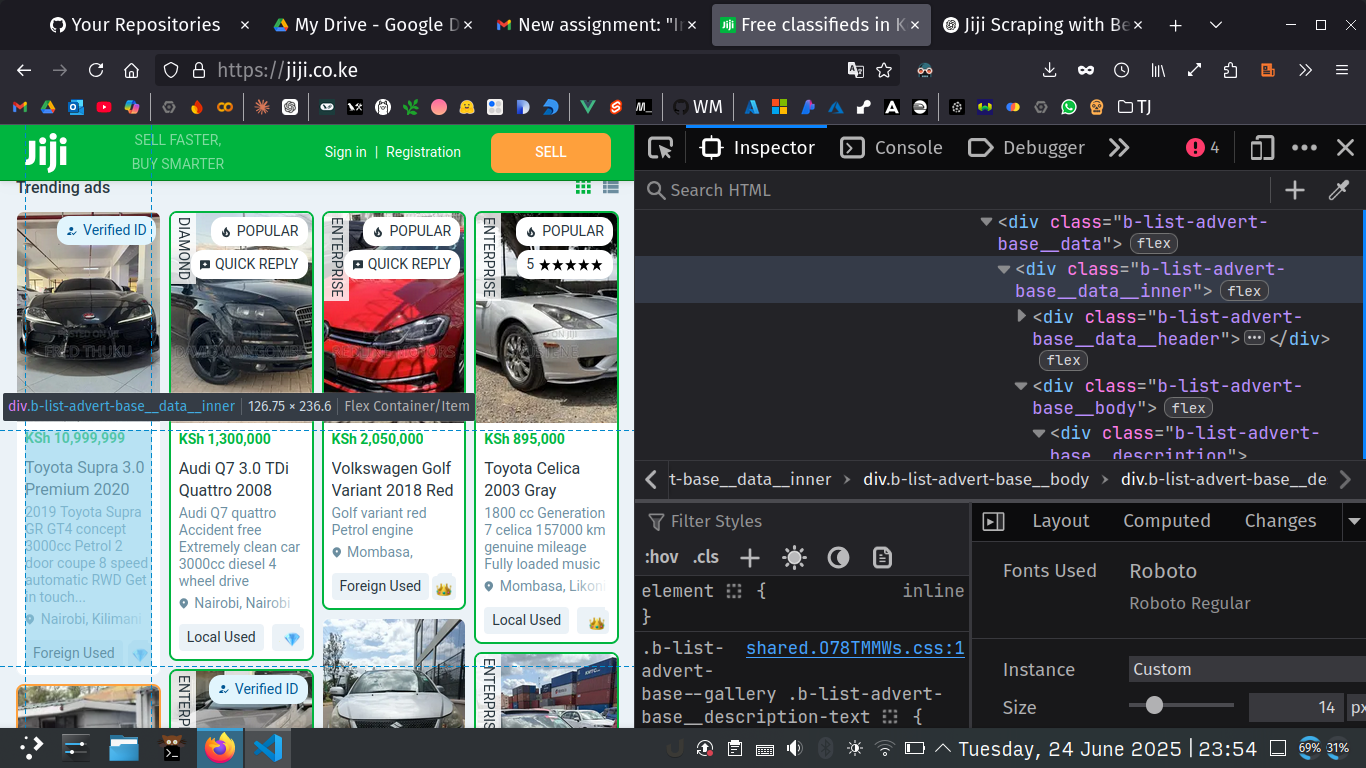 Your Repositories
My Drive - Google D
New assignment: "In
Free classifieds in K
Jiji Scraping with Be
https://jiji.co.ke
WM
TJ
Jiji
SELL FASTER,
BUY SMARTER
Sign in | Registration
SELL
Trending ads
Verified ID
DIAMOND
POPULAR
QUICK REPLY
ENTERPRISE
POPULAR
QUICK REPLY
ENTERPRISE
POPULAR
5 ★★★★★
FRED THUKU
div.b-list-advert-base__data__inner | 126.75 × 236.6 | Flex Container/Item
KSh 10,999,999
Toyota Supra 3.0
Premium 2020
2019 Toyota Supra
GR GT4 concept
3000cc Petrol 2
door coupe 8 speed
automatic RWD Get
in touch...
Nairobi, Kilimani
Foreign Used
KSh 1,300,000
Audi Q7 3.0 TDi
Quattro 2008
Audi Q7 quattro
Accident free
Extremely clean car
3000cc diesel 4
wheel drive
Nairobi, Nairobi
Local Used
KSh 2,050,000
Volkswagen Golf
Variant 2018 Red
Golf variant red
Petrol engine
Mombasa,
Foreign Used
KSh 895,000
Toyota Celica
2003 Gray
1800 cc Generation
7 celica 157000 km
genuine mileage
Fully loaded music
Mombasa, Likoni
Local Used
ENTERP
Verified ID
ENTERPRIS
Inspector
Console
Debugger
4
Search HTML
<div class="b-list-advert-
base__data"> flex
<div class="b-list-advert-
base__data__inner"> flex
<div class="b-list-advert-
base__data__header">…</div>
flex
<div class="b-list-advert-
base__body"> flex
<div class="b-list-advert-
base__description">
t-base__data__inner
div.b-list-advert-base__body
div.b-list-advert-base__de
Filter Styles
:hov .cls
element { inline
}
.b-list- shared.O78TMMWs.css:1
advert-
base--gallery .b-list-advert-
base__description-text {
Layout
Computed
Changes
Fonts Used
Roboto
Roboto Regular
Instance
Custom
Size
14
px
Tuesday, 24 June 2025 | 23:54
69%
31%